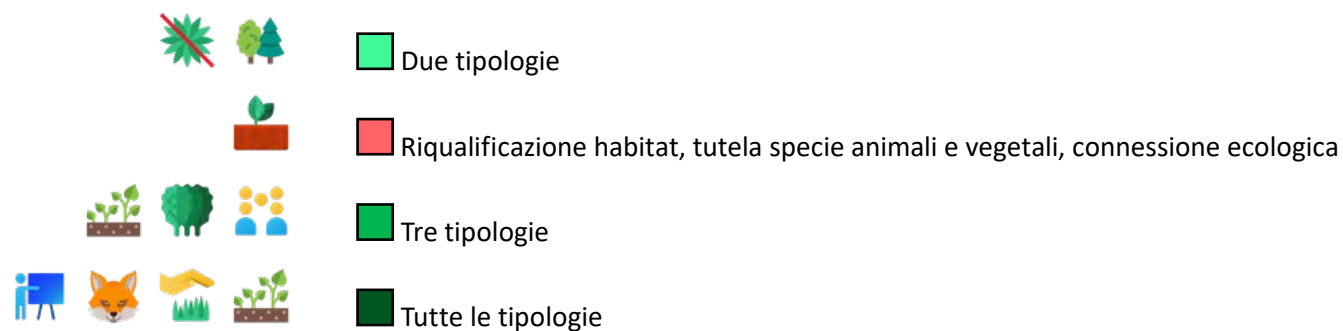 Due tipologie
Riqualificazione habitat, tutela specie animali e vegetali, connessione ecologica
Tre tipologie
Tutte le tipologie